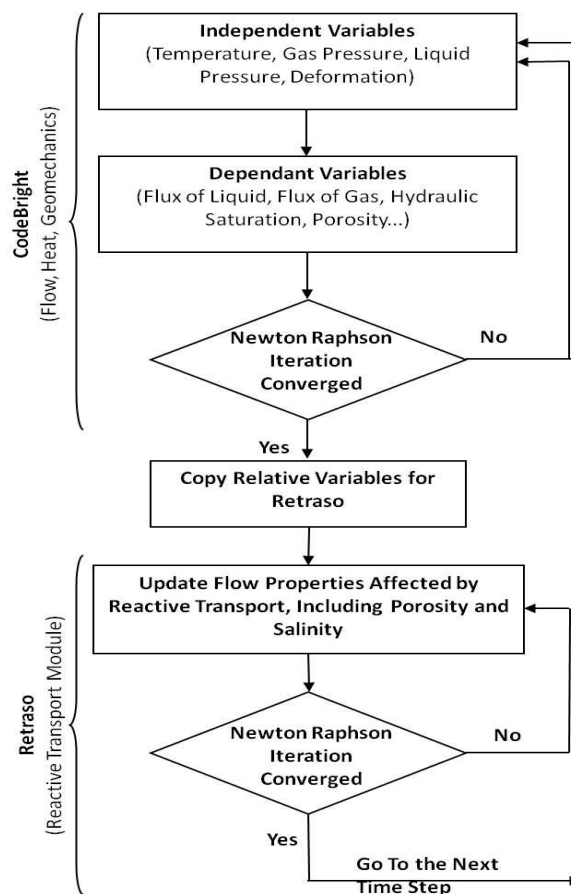 Independent Variables
(Temperature, Gas Pressure, Liquid
Pressure, Deformation)
Dependant Variables
(Flux of Liquid, Flux of Gas, Hydraulic
Saturation, Porosity...)
CodeBright
(Flow, Heat, Geomechanics)
Newton Raphson
Iteration
Converged
No
Yes
Copy Relative Variables for
Retraso
Update Flow Properties Affected by
Reactive Transport, Including Porosity and
Salinity
Retraso
(Reactive Transport Module)
Newton Raphson
Iteration
Converged
No
Yes
Go To the Next
Time Step